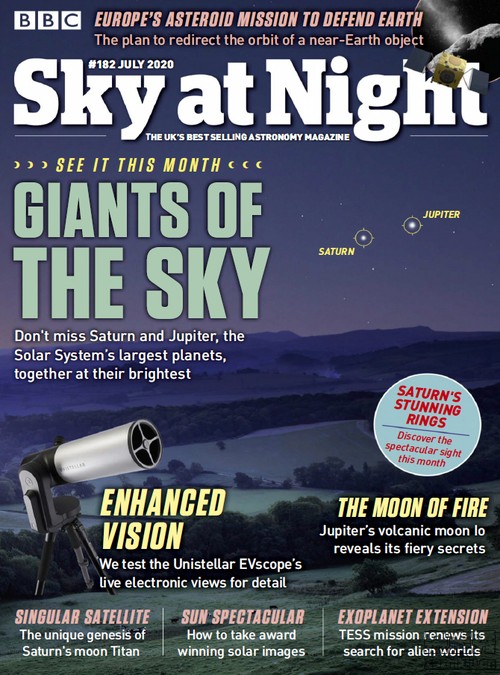 BBC
EUROPE'S ASTEROID MISSION TO DEFEND EARTH
The plan to redirect the orbit of a near-Earth object
#182 JULY 2020
Sky at Night
THE UK'S BEST SELLING ASTRONOMY MAGAZINE
››› SEE IT THIS MONTH ‹‹‹
GIANTS OF
THE SKY
JUPITER
SATURN
Don't miss Saturn and Jupiter, the
Solar System's largest planets,
together at their brightest
SATURN'S
STUNNING
RINGS
Discover the
spectacular sight
this month
ENHANCED
VISION
We test the Unistellar EVscope's
live electronic views for detail
THE MOON OF FIRE
Jupiter's volcanic moon Io
reveals its fiery secrets
SINGULAR SATELLITE
The unique genesis of
Saturn's moon Titan
SUN SPECTACULAR
How to take award
winning solar images
EXOPLANET EXTENSION
TESS mission renews its
search for alien worlds